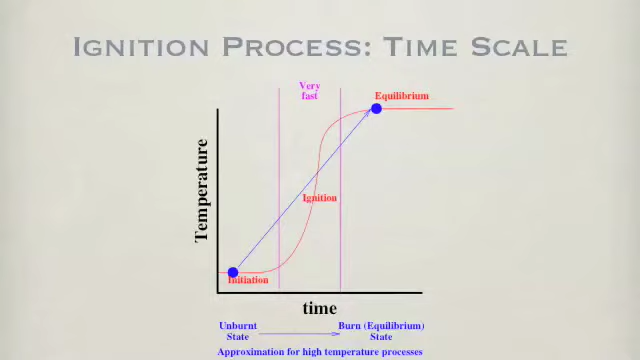 IGNITION PROCESS: TIME SCALE
Very
fast
Equilibrium
Temperature
Ignition
Initiation
time
Unburnt
State
Burn (Equilibrium)
State
Approximation for high temperature processes